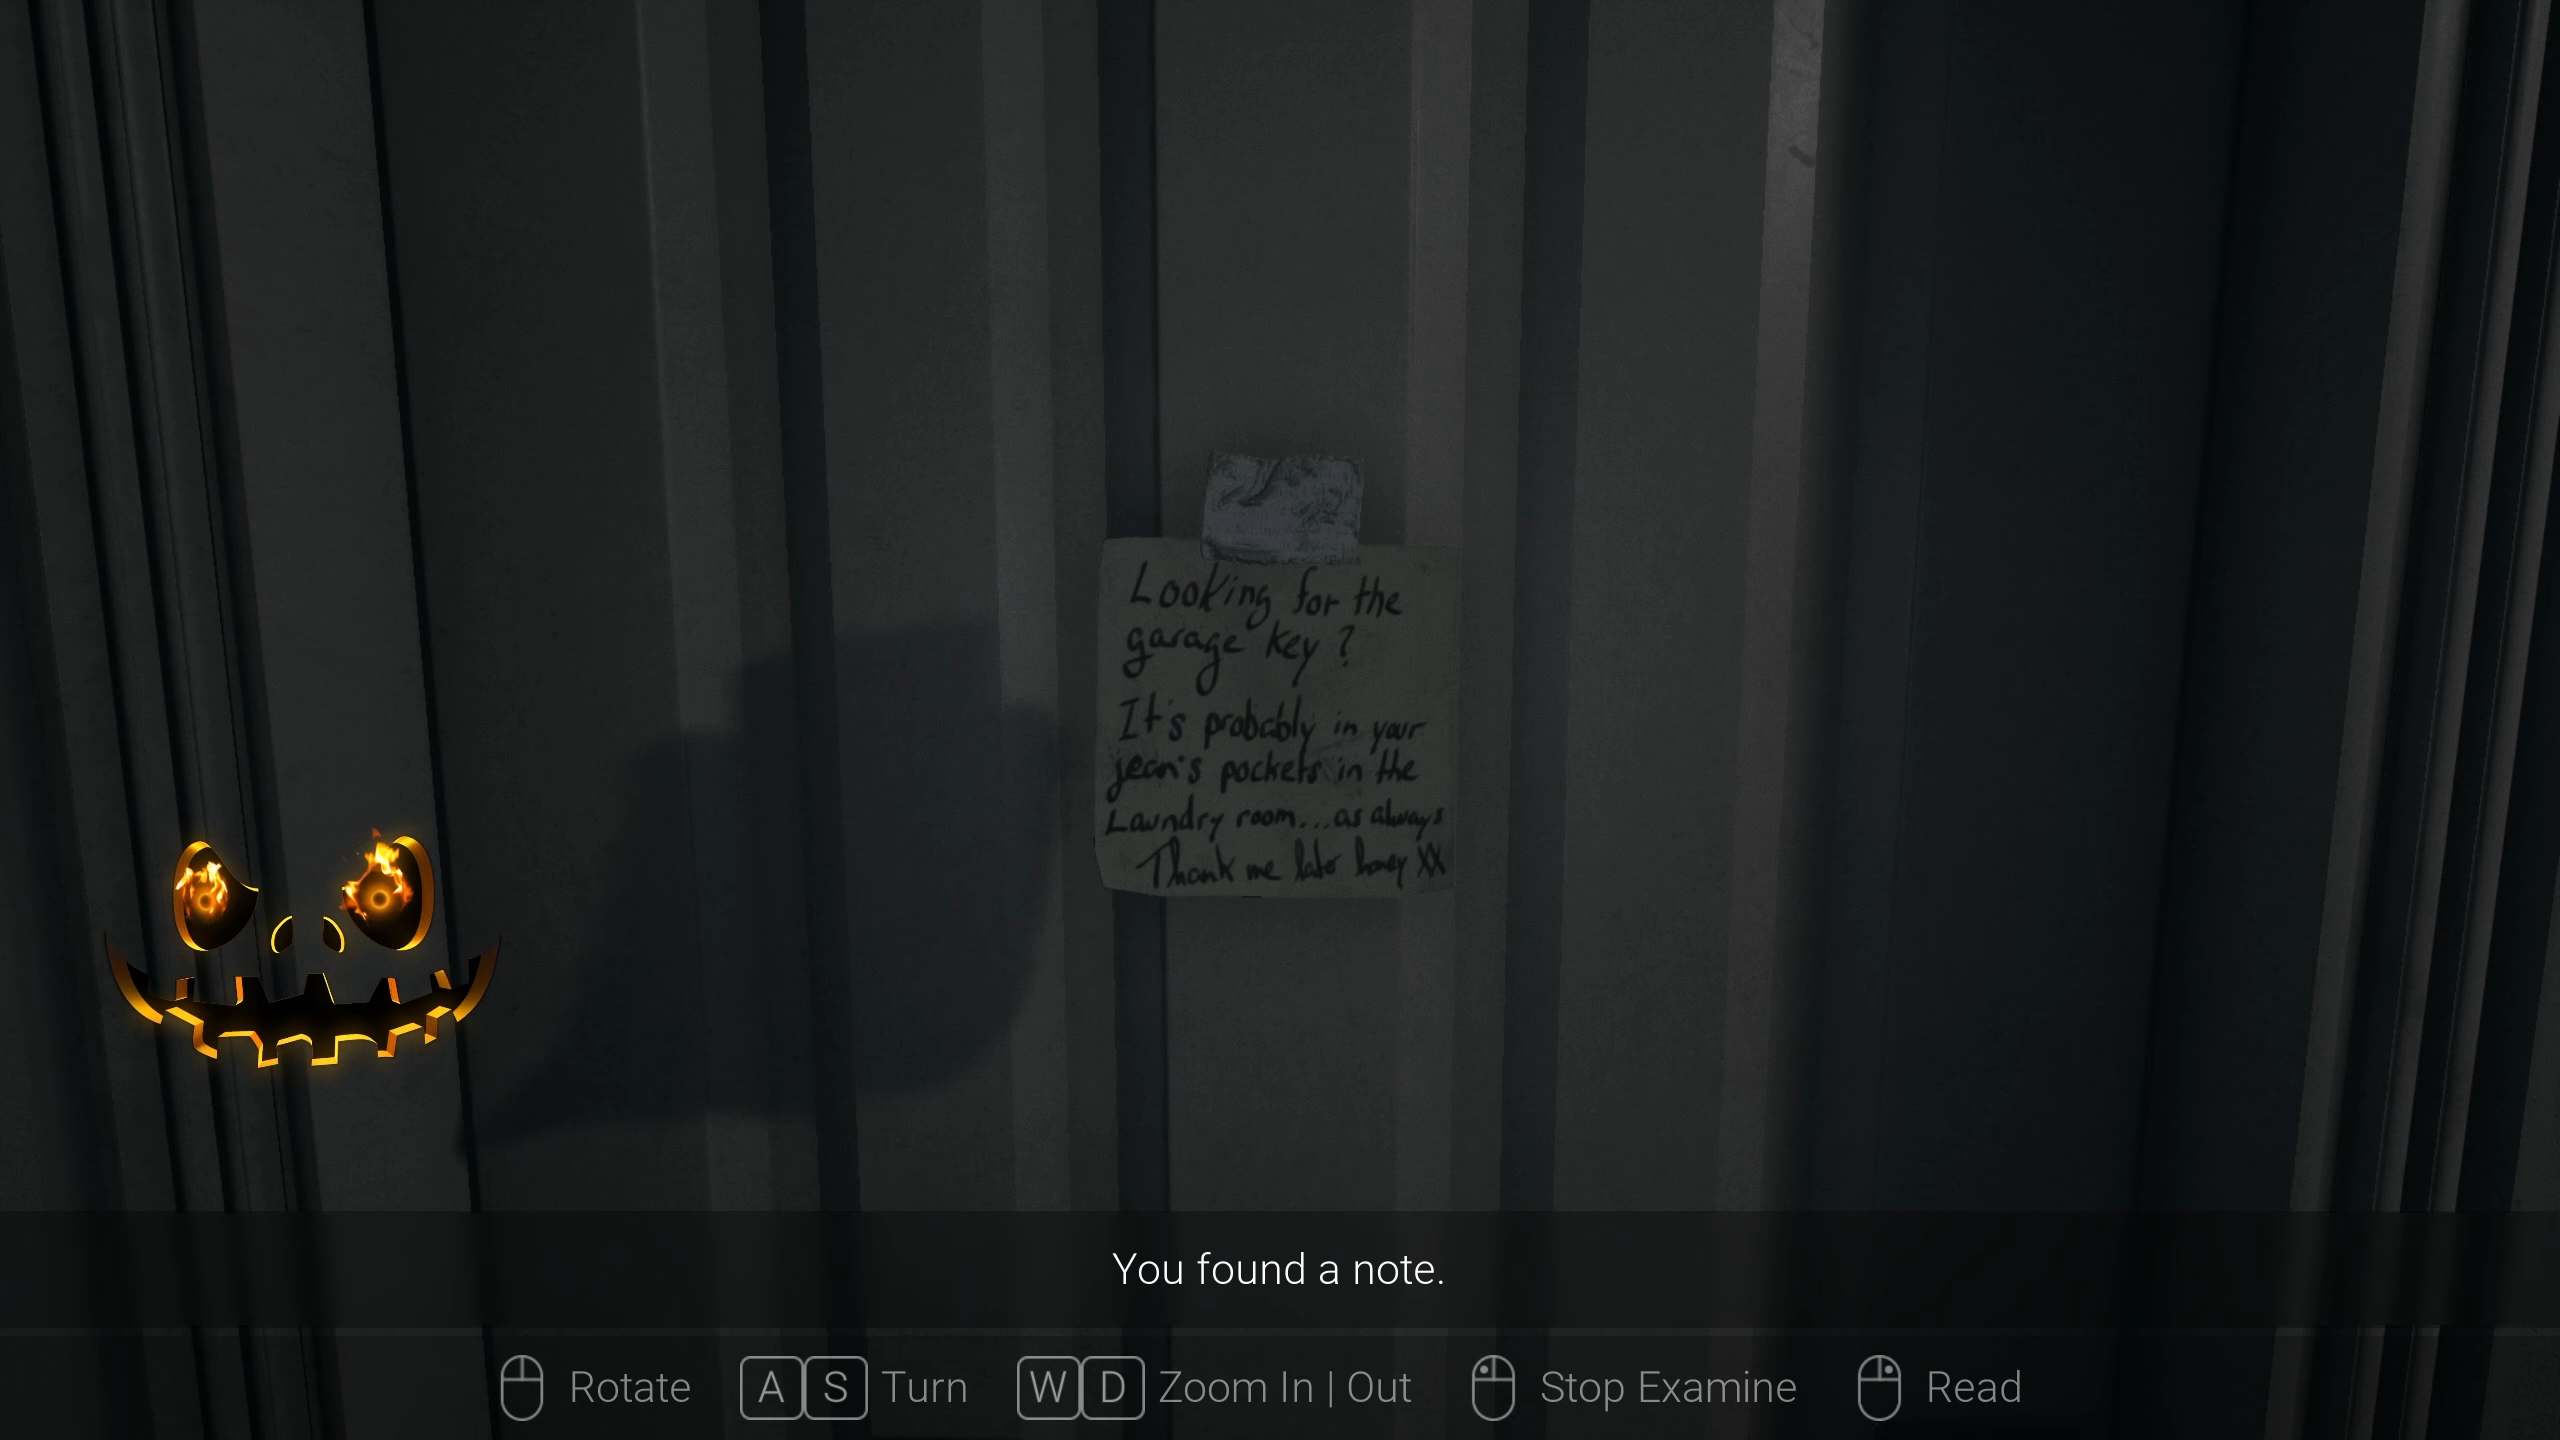 Looking for the
garage key ?
It's probably in your
jean's pockets in the
Laundry room...as always
Thank me later honey XX
You found a note.
Rotate A S Turn W D Zoom In | Out Stop Examine Read